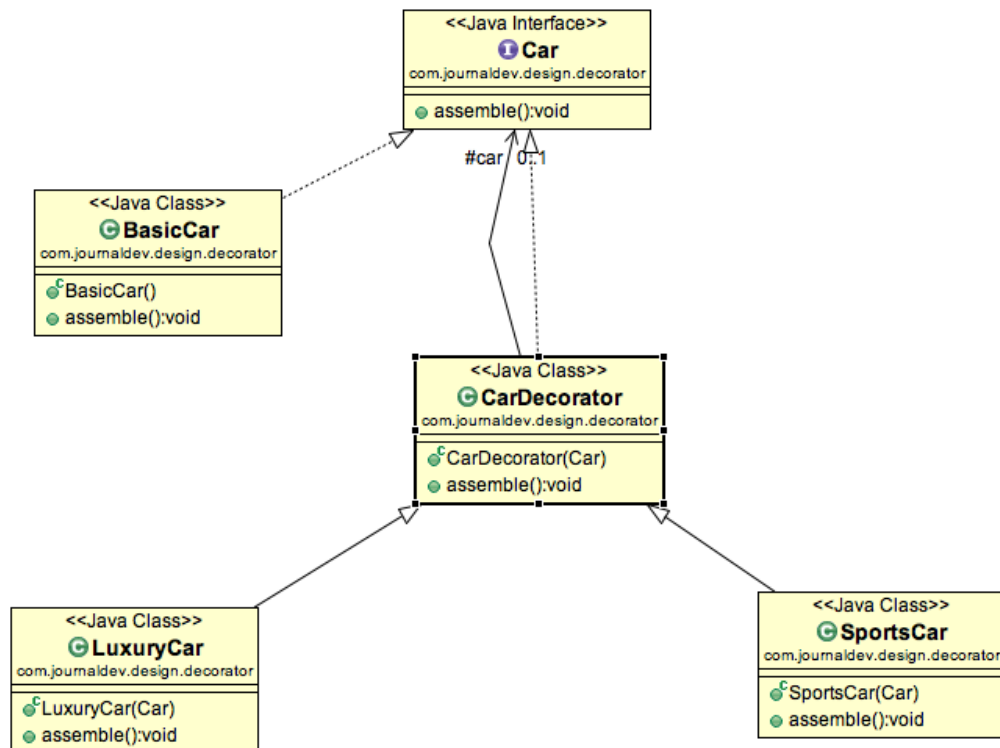 <<Java Interface>>
Car
com.journaldev.design.decorator
assemble():void
#car 0..1
<<Java Class>>
BasicCar
com.journaldev.design.decorator
BasicCar()
assemble():void
<<Java Class>>
CarDecorator
com.journaldev.design.decorator
CarDecorator(Car)
assemble():void
<<Java Class>>
LuxuryCar
com.journaldev.design.decorator
LuxuryCar(Car)
assemble():void
<<Java Class>>
SportsCar
com.journaldev.design.decorator
SportsCar(Car)
assemble():void